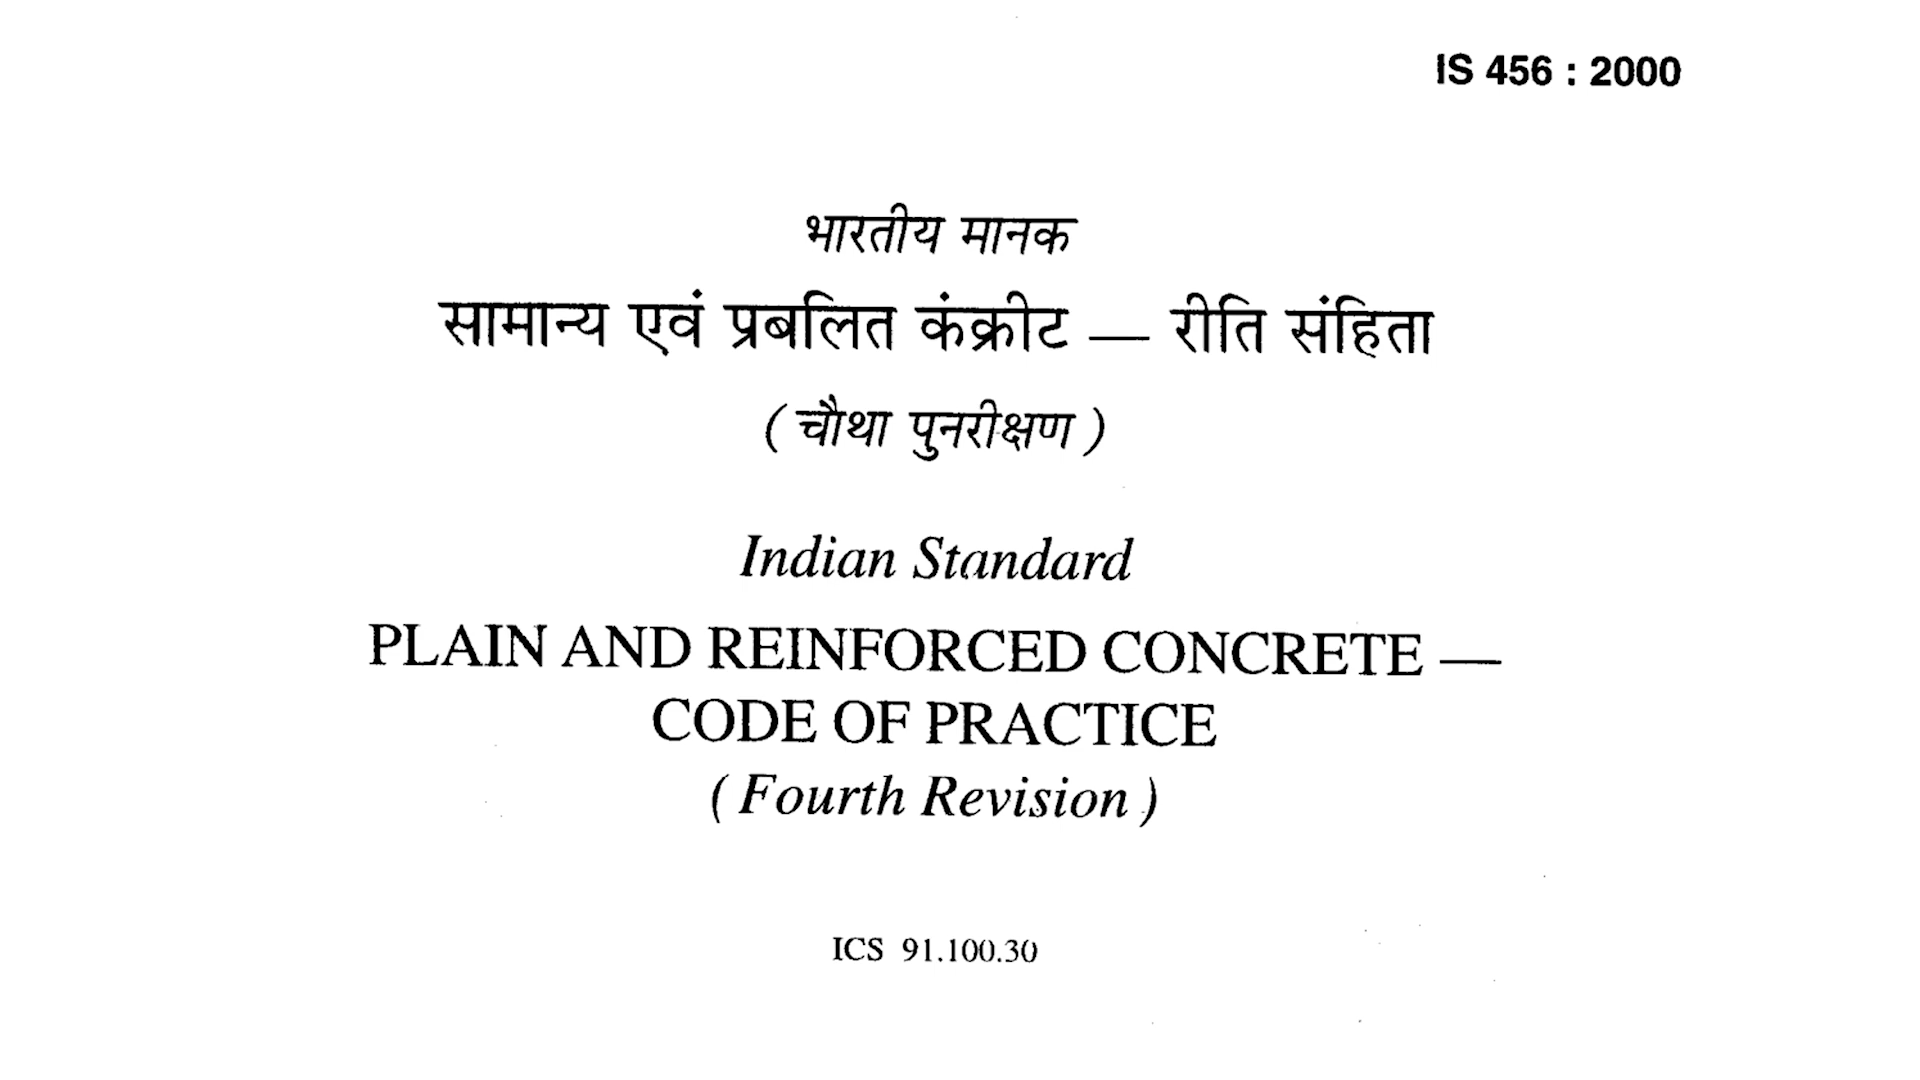 IS 456 : 2000
भारतीय मानक
सामान्य एवं प्रबलित कंक्रीट — रीति संहिता
( चौथा पुनरीक्षण )
Indian Standard
PLAIN AND REINFORCED CONCRETE —
CODE OF PRACTICE
( Fourth Revision )
ICS 91.100.30